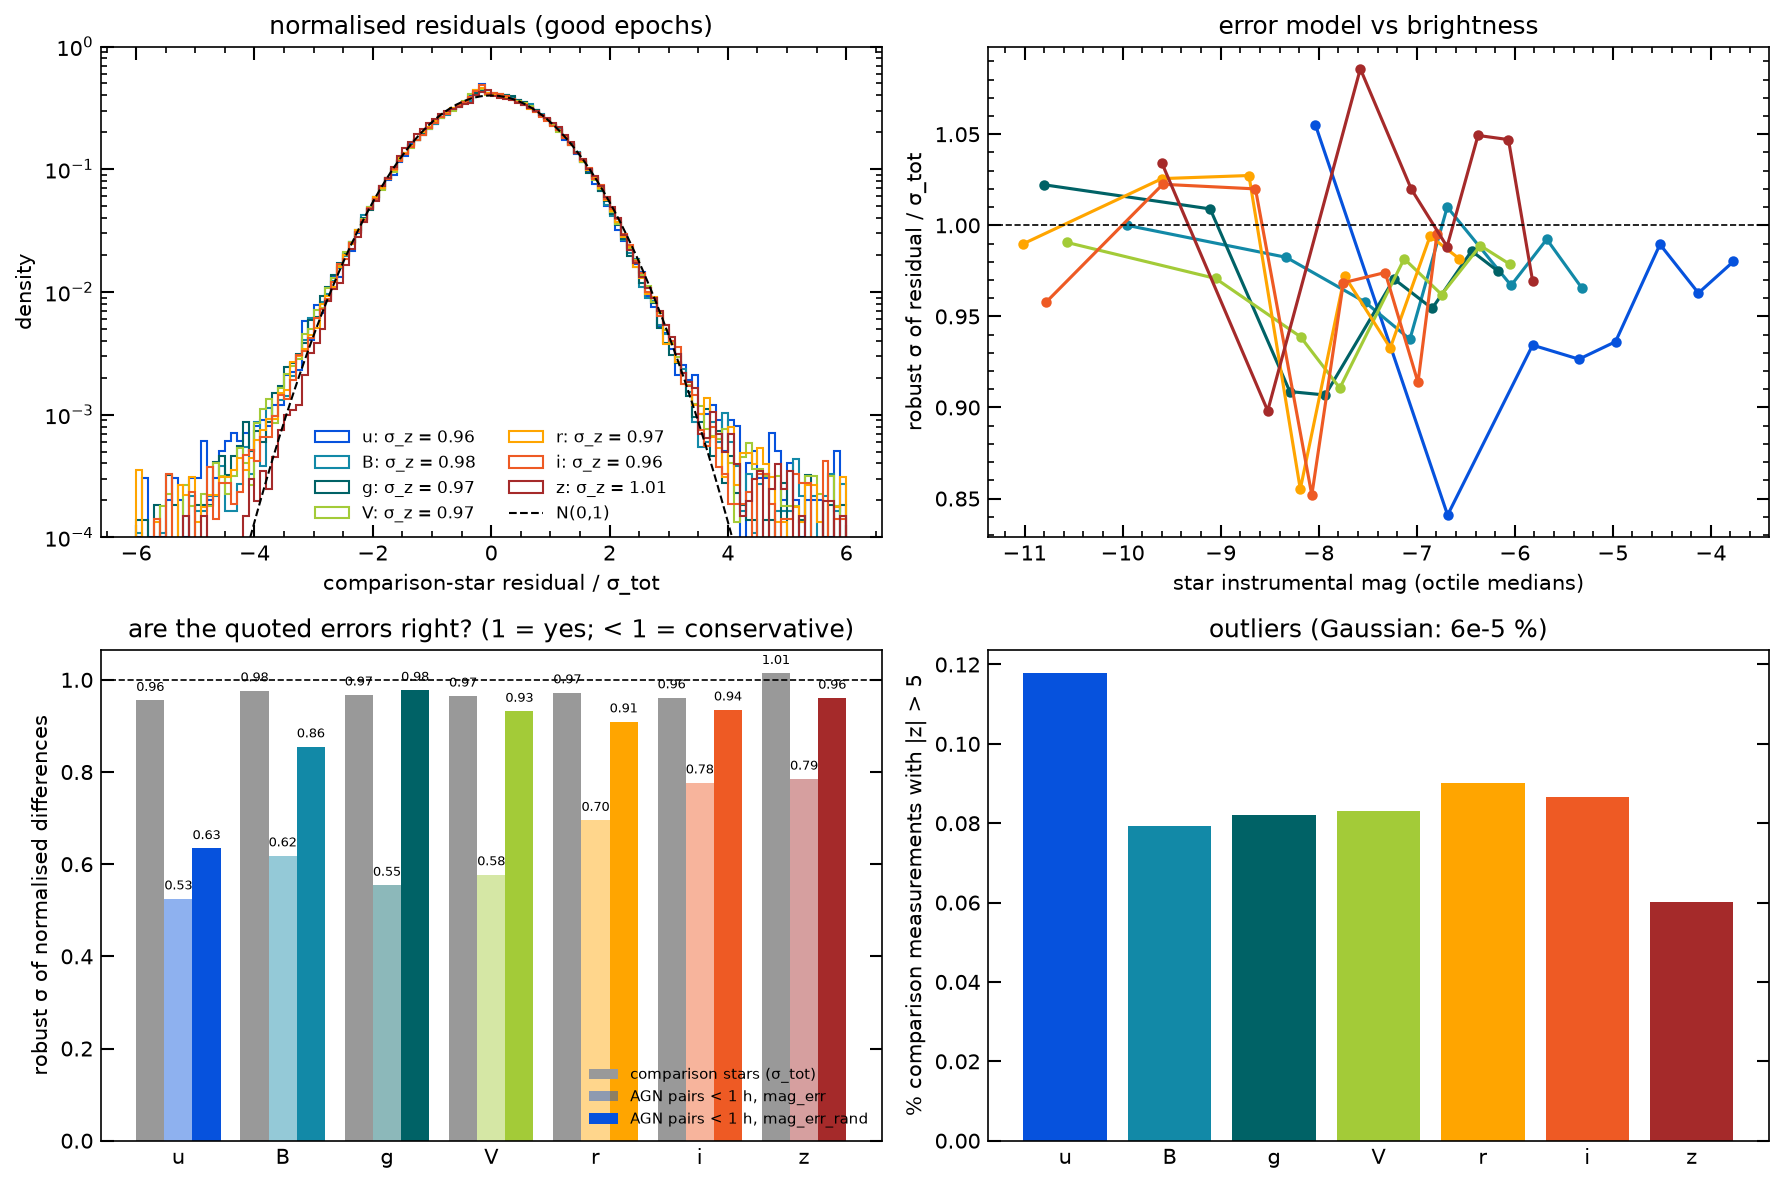 normalised residuals (good epochs)
density
10⁰
10⁻¹
10⁻²
10⁻³
10⁻⁴
u: σ_z = 0.96
B: σ_z = 0.98
g: σ_z = 0.97
V: σ_z = 0.97
r: σ_z = 0.97
i: σ_z = 0.96
z: σ_z = 1.01
N(0,1)
−6 −4 −2 0 2 4 6
comparison-star residual / σ_tot
error model vs brightness
robust σ of residual / σ_tot
1.05
1.00
0.95
0.90
0.85
−11 −10 −9 −8 −7 −6 −5 −4
star instrumental mag (octile medians)
are the quoted errors right? (1 = yes; < 1 = conservative)
robust σ of normalised differences
1.0
0.8
0.6
0.4
0.2
0.0
0.96 0.53 0.63
0.98 0.62 0.86
0.97 0.55 0.98
0.97 0.58 0.93
0.97 0.70 0.91
0.96 0.78 0.94
1.01 0.79 0.96
comparison stars (σ_tot)
AGN pairs < 1 h, mag_err
AGN pairs < 1 h, mag_err_rand
u B g V r i z
outliers (Gaussian: 6e-5 %)
% comparison measurements with |z| > 5
0.12
0.10
0.08
0.06
0.04
0.02
0.00
u B g V r i z